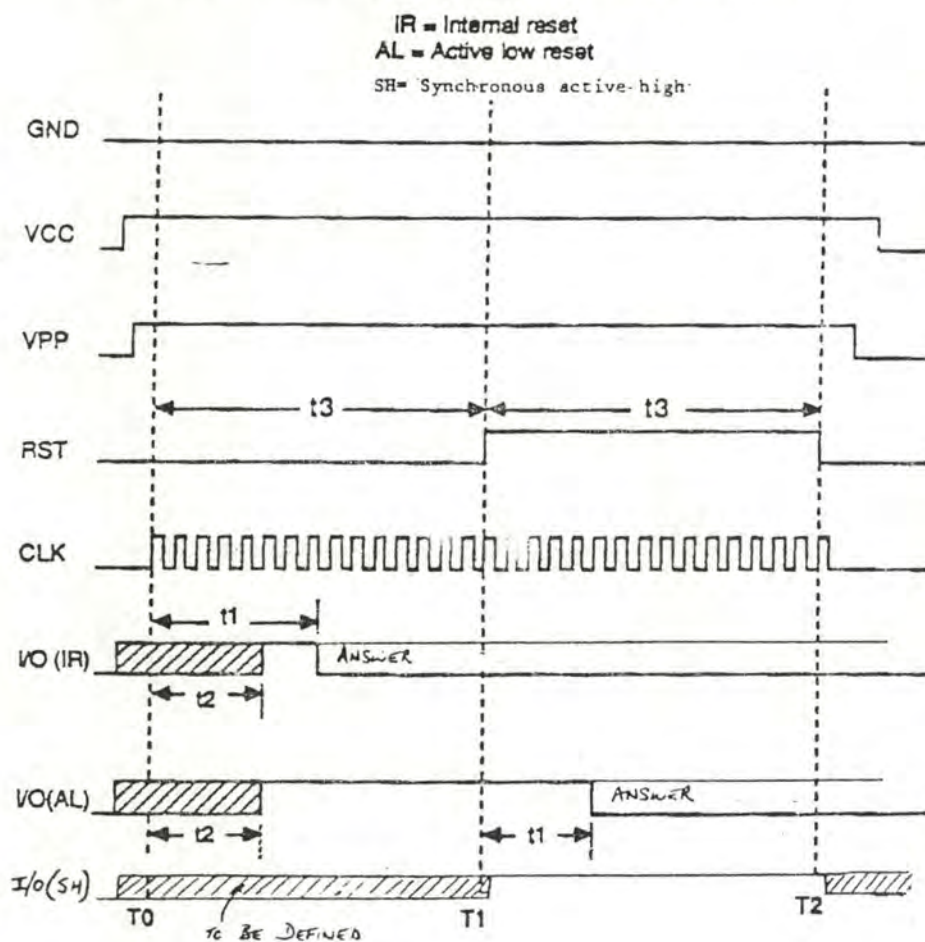 IR = Internal reset
AL = Active low reset
SH= Synchronous active-high
GND
VCC
VPP
t3 t3
RST
CLK
t1
I/O (IR) ANSWER
t2
I/O(AL) ANSWER
t2 t1
I/O(SH)
T0 T1 T2
TO BE DEFINED